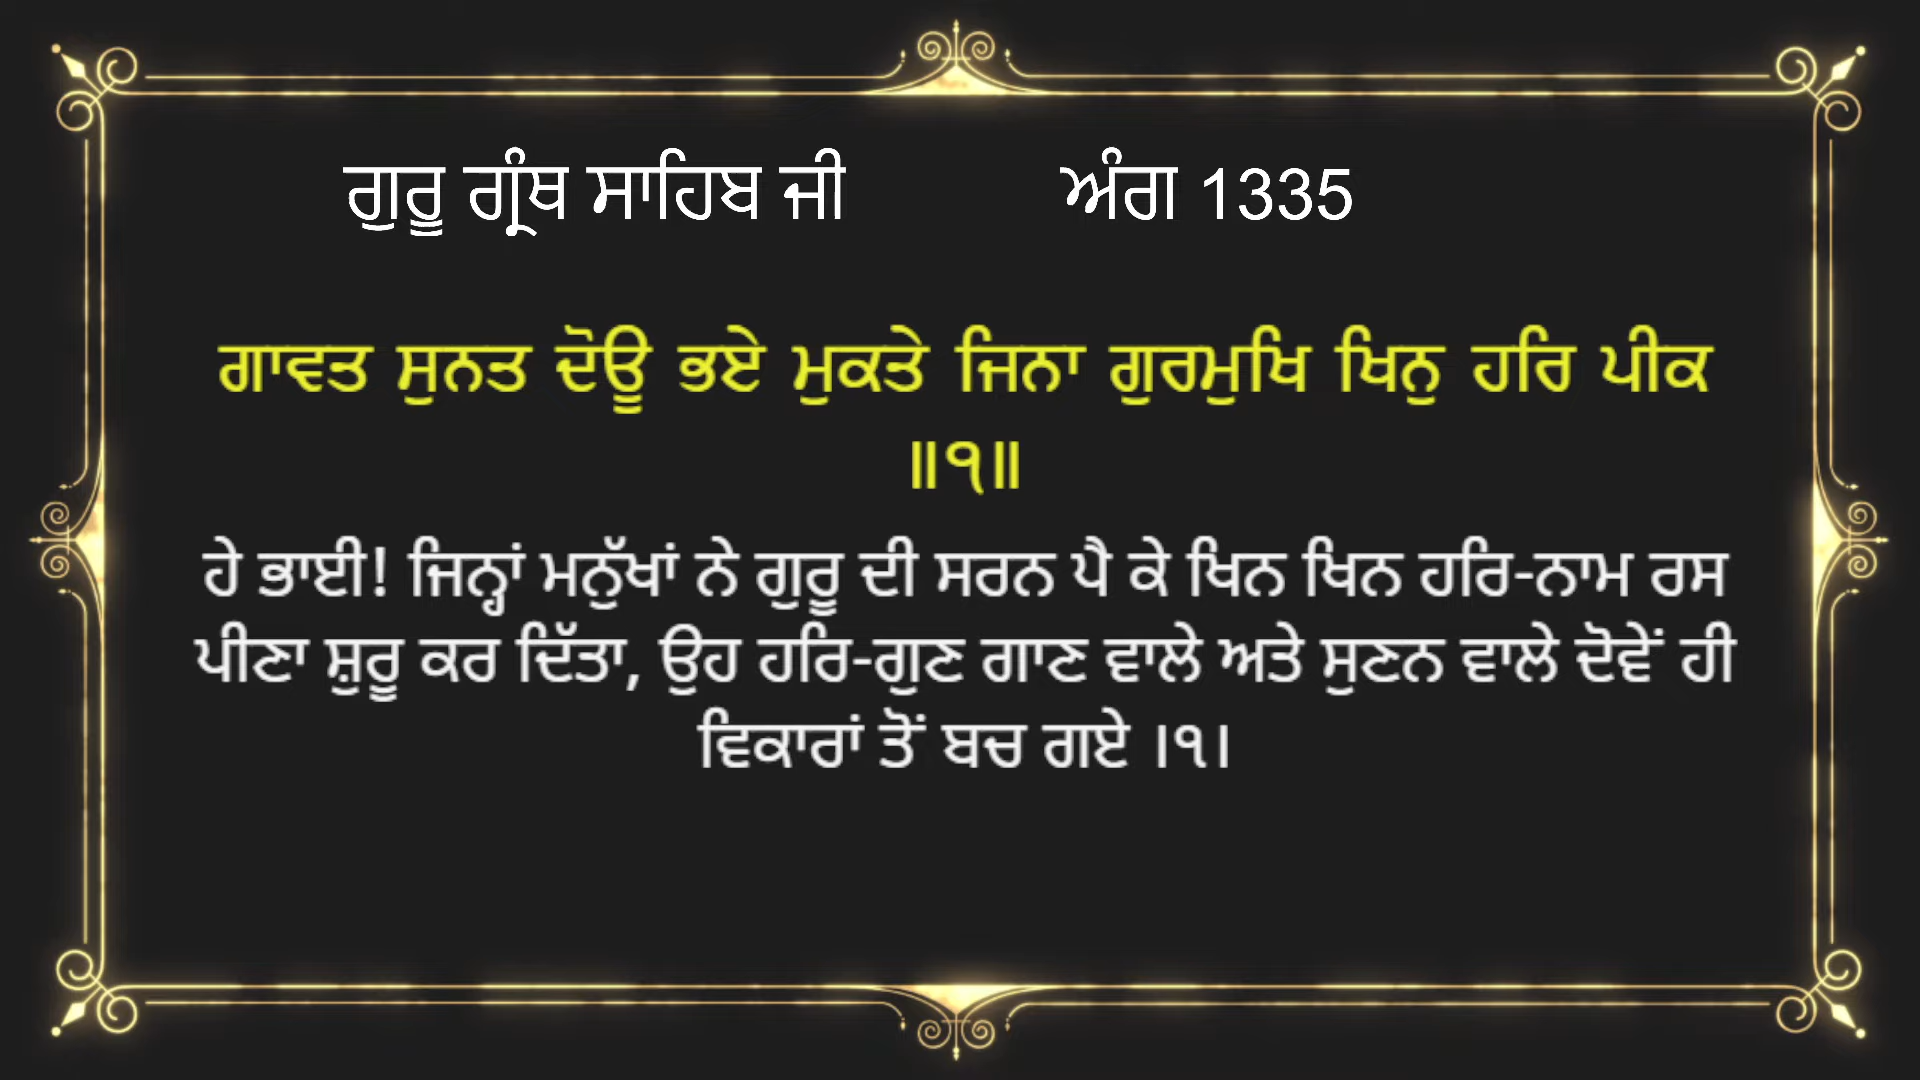 ਗੁਰੂ ਗ੍ਰੰਥ ਸਾਹਿਬ ਜੀ ਅੰਗ 1335
ਗਾਵਤ ਸੁਨਤ ਦੋਊ ਭਏ ਮੁਕਤੇ ਜਿਨਾ ਗੁਰਮੁਖਿ ਖਿਨੁ ਹਰਿ ਪੀਕ
॥੧॥
ਹੇ ਭਾਈ! ਜਿਨ੍ਹਾਂ ਮਨੁੱਖਾਂ ਨੇ ਗੁਰੂ ਦੀ ਸਰਨ ਪੈ ਕੇ ਖਿਨ ਖਿਨ ਹਰਿ-ਨਾਮ ਰਸ
ਪੀਣਾ ਸ਼ੁਰੂ ਕਰ ਦਿੱਤਾ, ਉਹ ਹਰਿ-ਗੁਣ ਗਾਣ ਵਾਲੇ ਅਤੇ ਸੁਣਨ ਵਾਲੇ ਦੋਵੇਂ ਹੀ
ਵਿਕਾਰਾਂ ਤੋਂ ਬਚ ਗਏ ।੧।